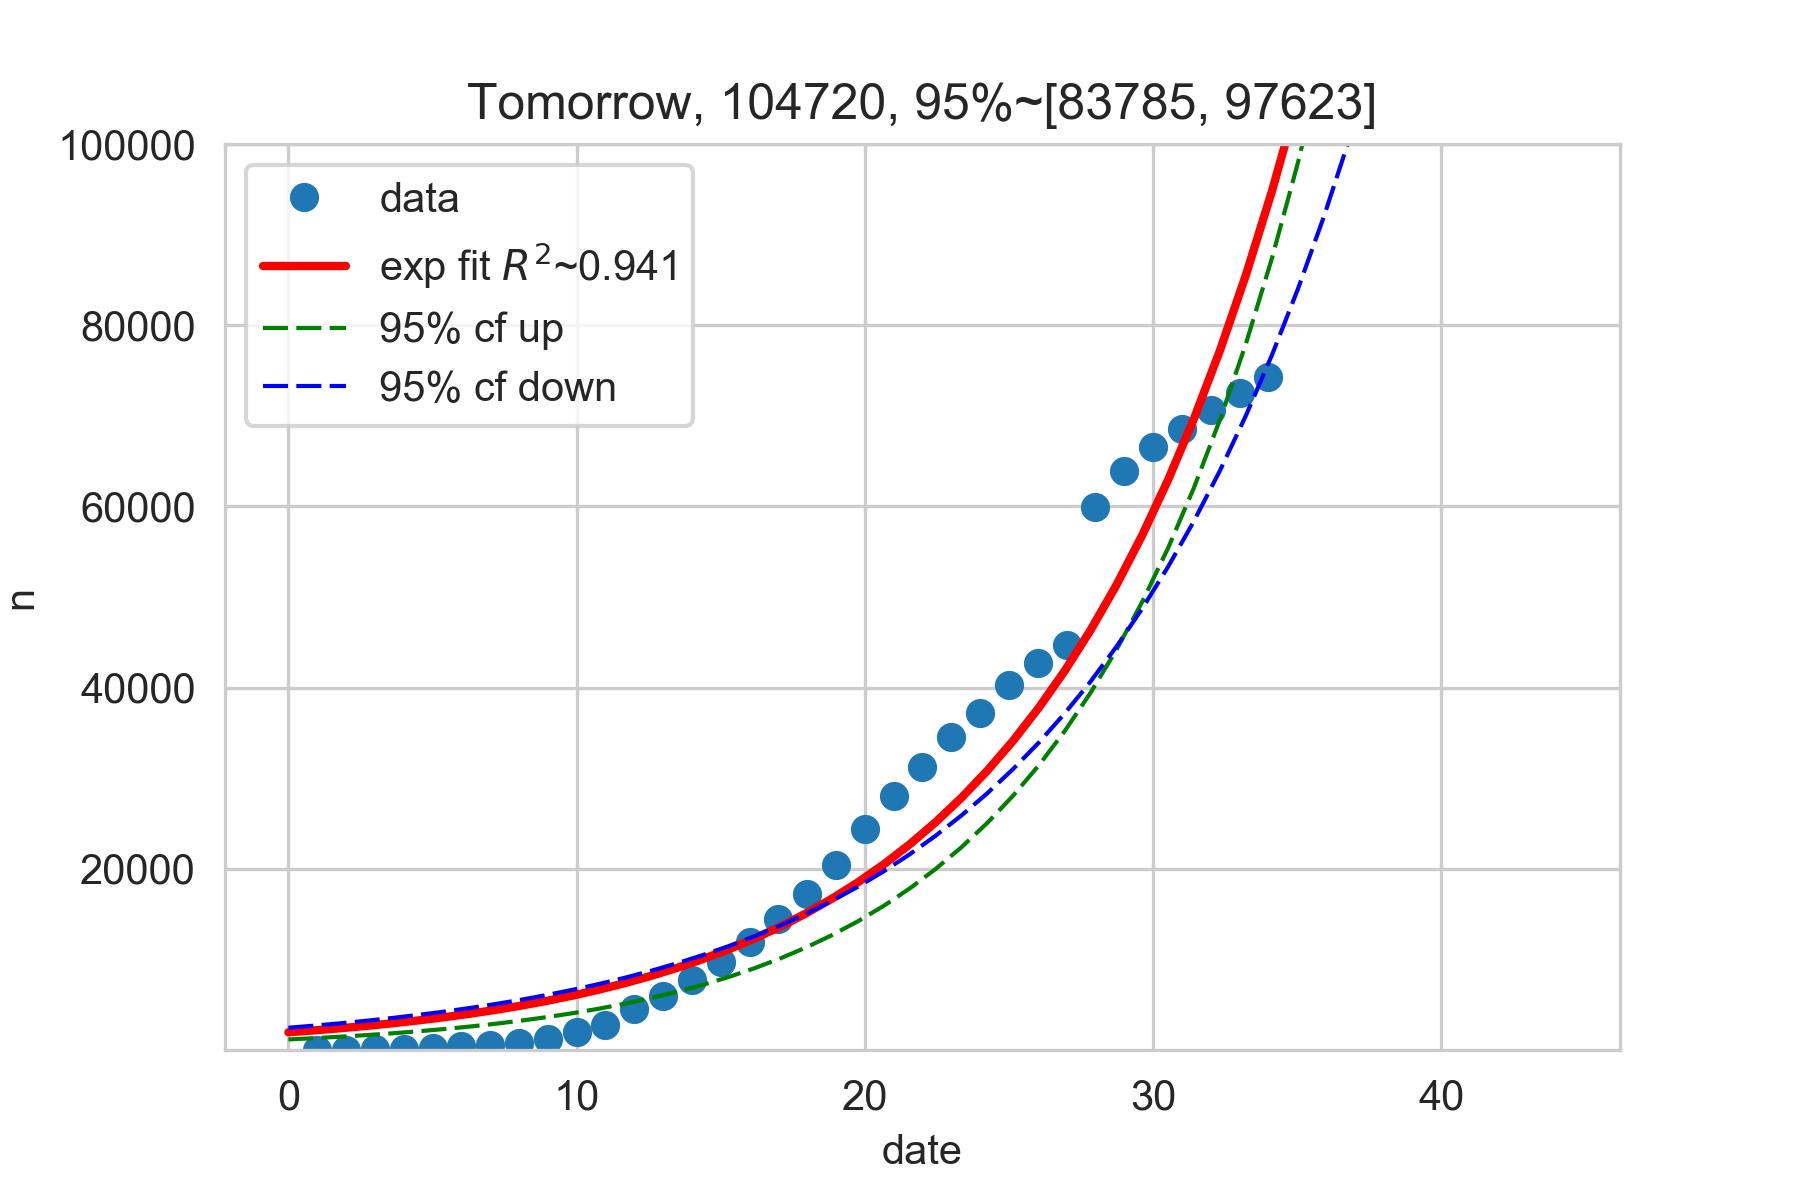 Tomorrow, 104720, 95%~[83785, 97623]
100000
80000
60000
40000
20000
n
data
exp fit R²~0.941
95% cf up
95% cf down
0 10 20 30 40
date